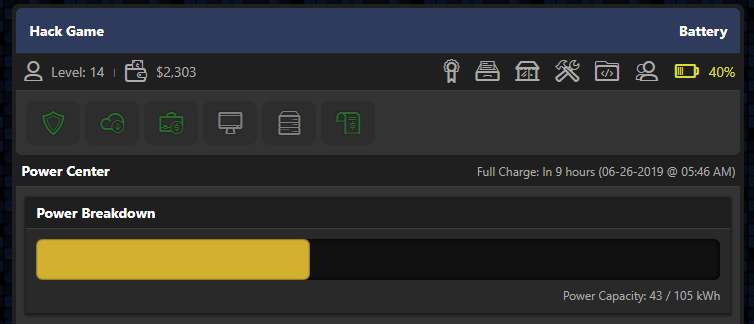 Hack Game Battery
Level: 14 $2,303 40%
Power Center Full Charge: In 9 hours (06-26-2019 @ 05:46 AM)
Power Breakdown
Power Capacity: 43 / 105 kWh